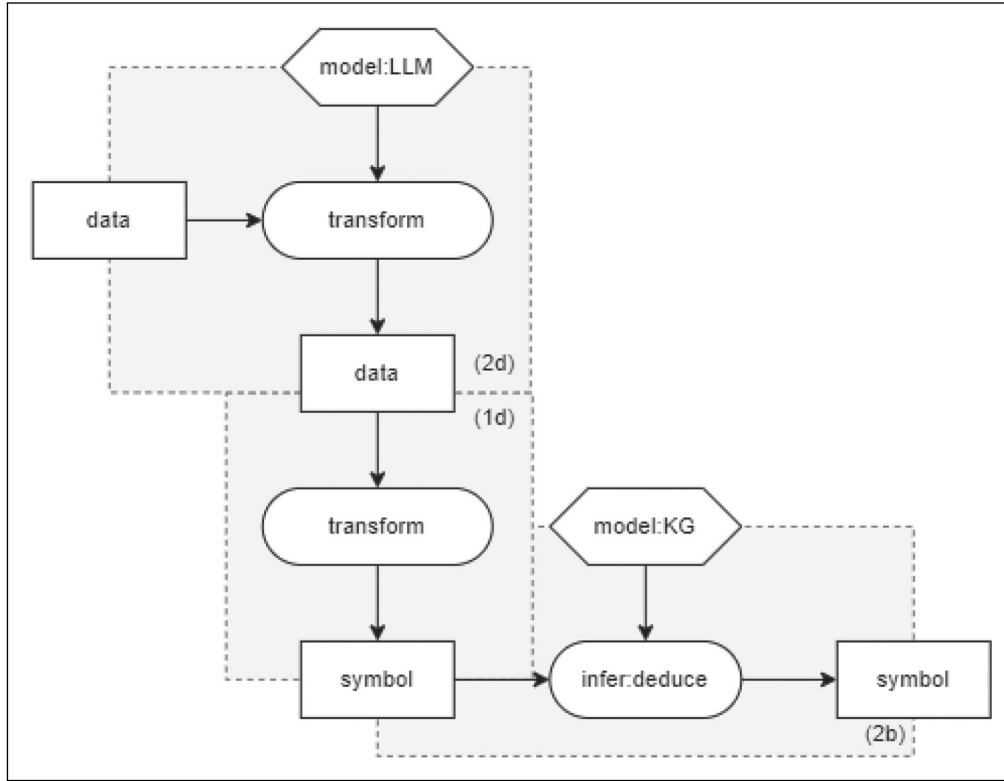 model:LLM
data
transform
data
(2d)
(1d)
transform
model:KG
symbol
infer:deduce
symbol
(2b)